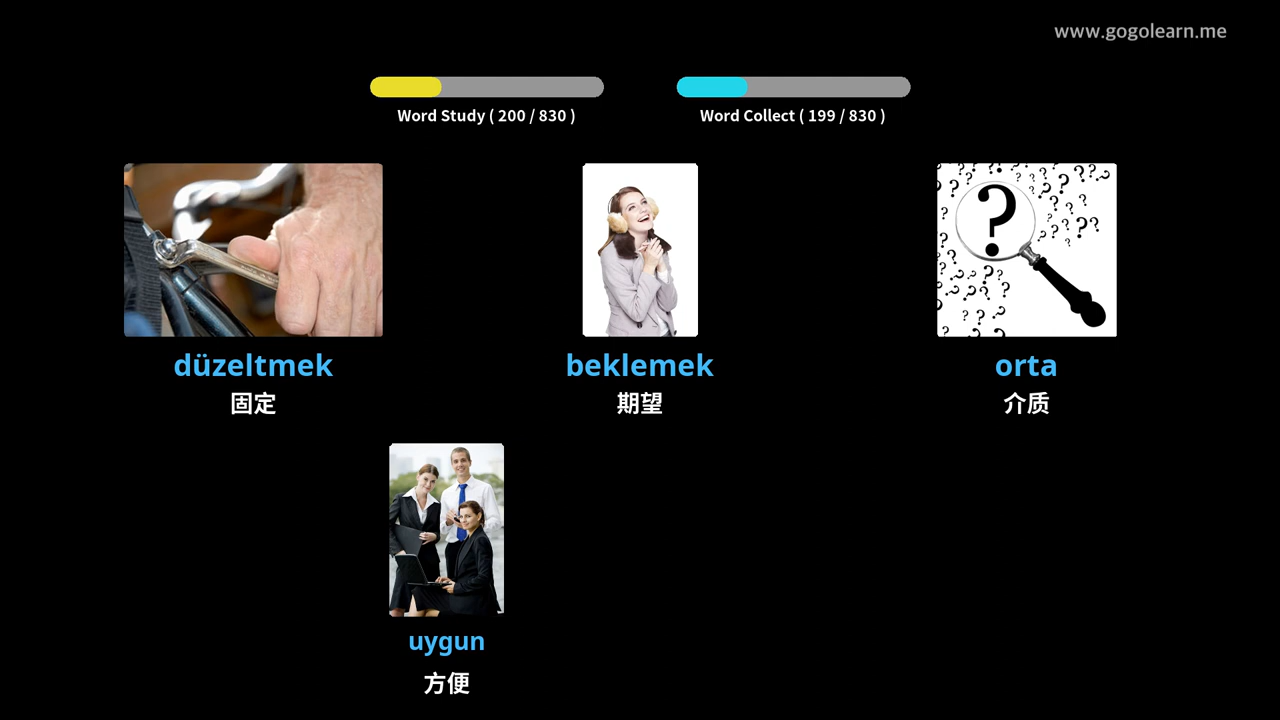 www.gogolearn.me
Word Study ( 200 / 830 )
Word Collect ( 199 / 830 )
düzeltmek
固定
beklemek
期望
orta
介质
uygun
方便